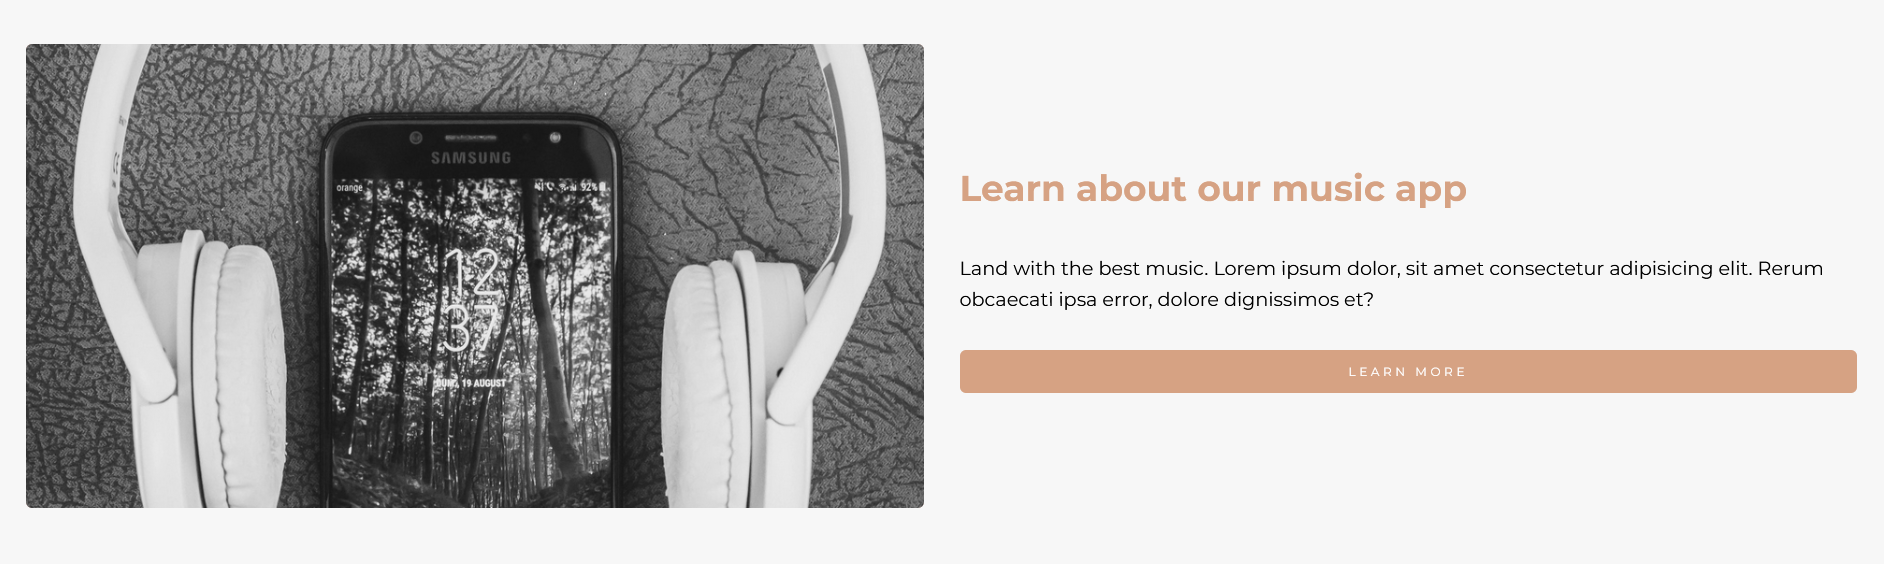 SAMSUNG
orange
92%
12
37
DUM., 19 AUGUST
Learn about our music app
Land with the best music. Lorem ipsum dolor, sit amet consectetur adipisicing elit. Rerum
obcaecati ipsa error, dolore dignissimos et?
LEARN MORE